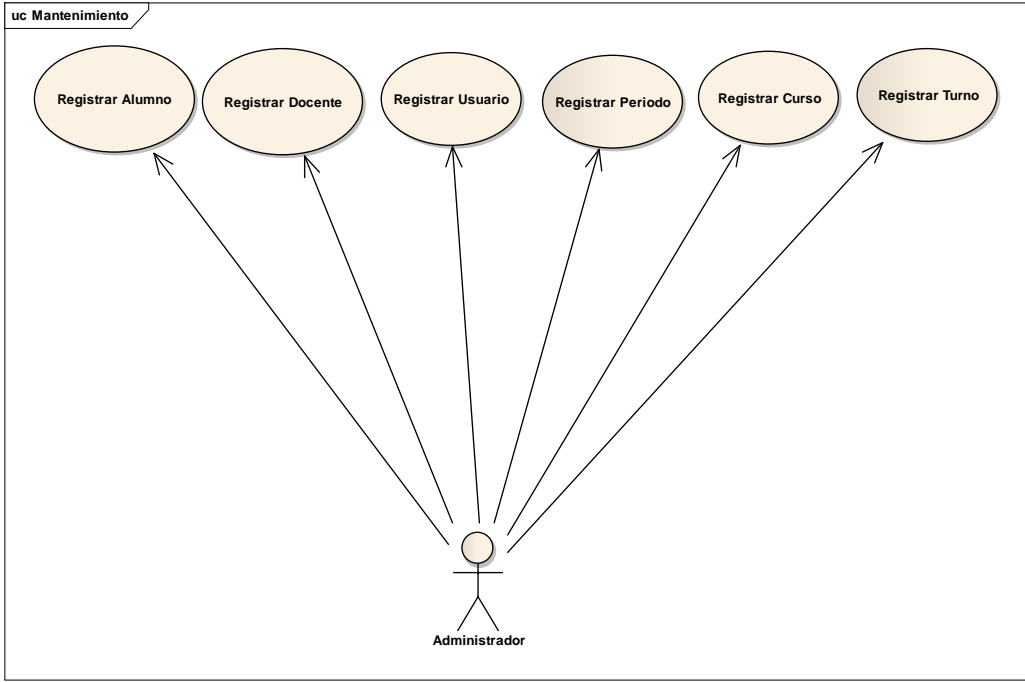 uc Mantenimiento
Registrar Alumno
Registrar Docente
Registrar Usuario
Registrar Periodo
Registrar Curso
Registrar Turno
Administrador